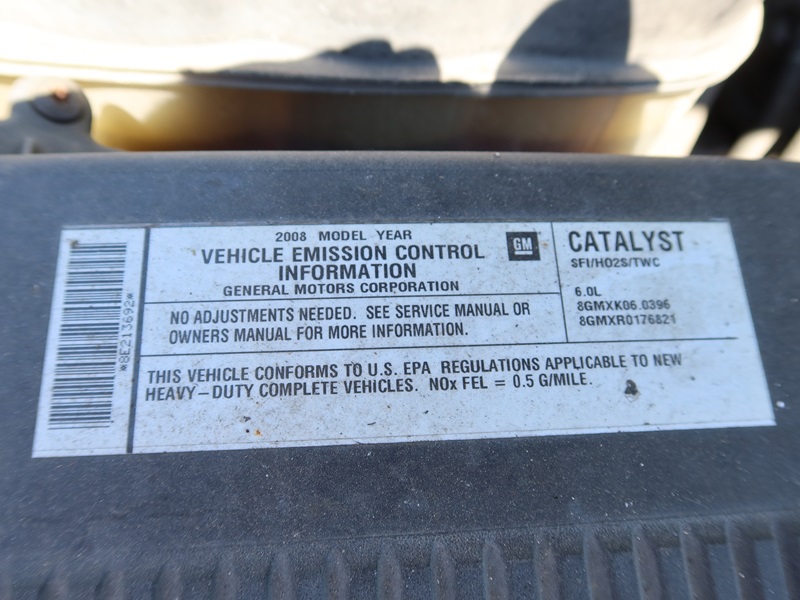 *8E213692*
2008 MODEL YEAR
VEHICLE EMISSION CONTROL
INFORMATION
GENERAL MOTORS CORPORATION
GM
NO ADJUSTMENTS NEEDED. SEE SERVICE MANUAL OR
OWNERS MANUAL FOR MORE INFORMATION.
CATALYST
SFI/HO2S/TWC
6.0L
8GMXK06.0396
8GMXR0176821
THIS VEHICLE CONFORMS TO U.S. EPA REGULATIONS APPLICABLE TO NEW
HEAVY-DUTY COMPLETE VEHICLES. NOx FEL = 0.5 G/MILE.